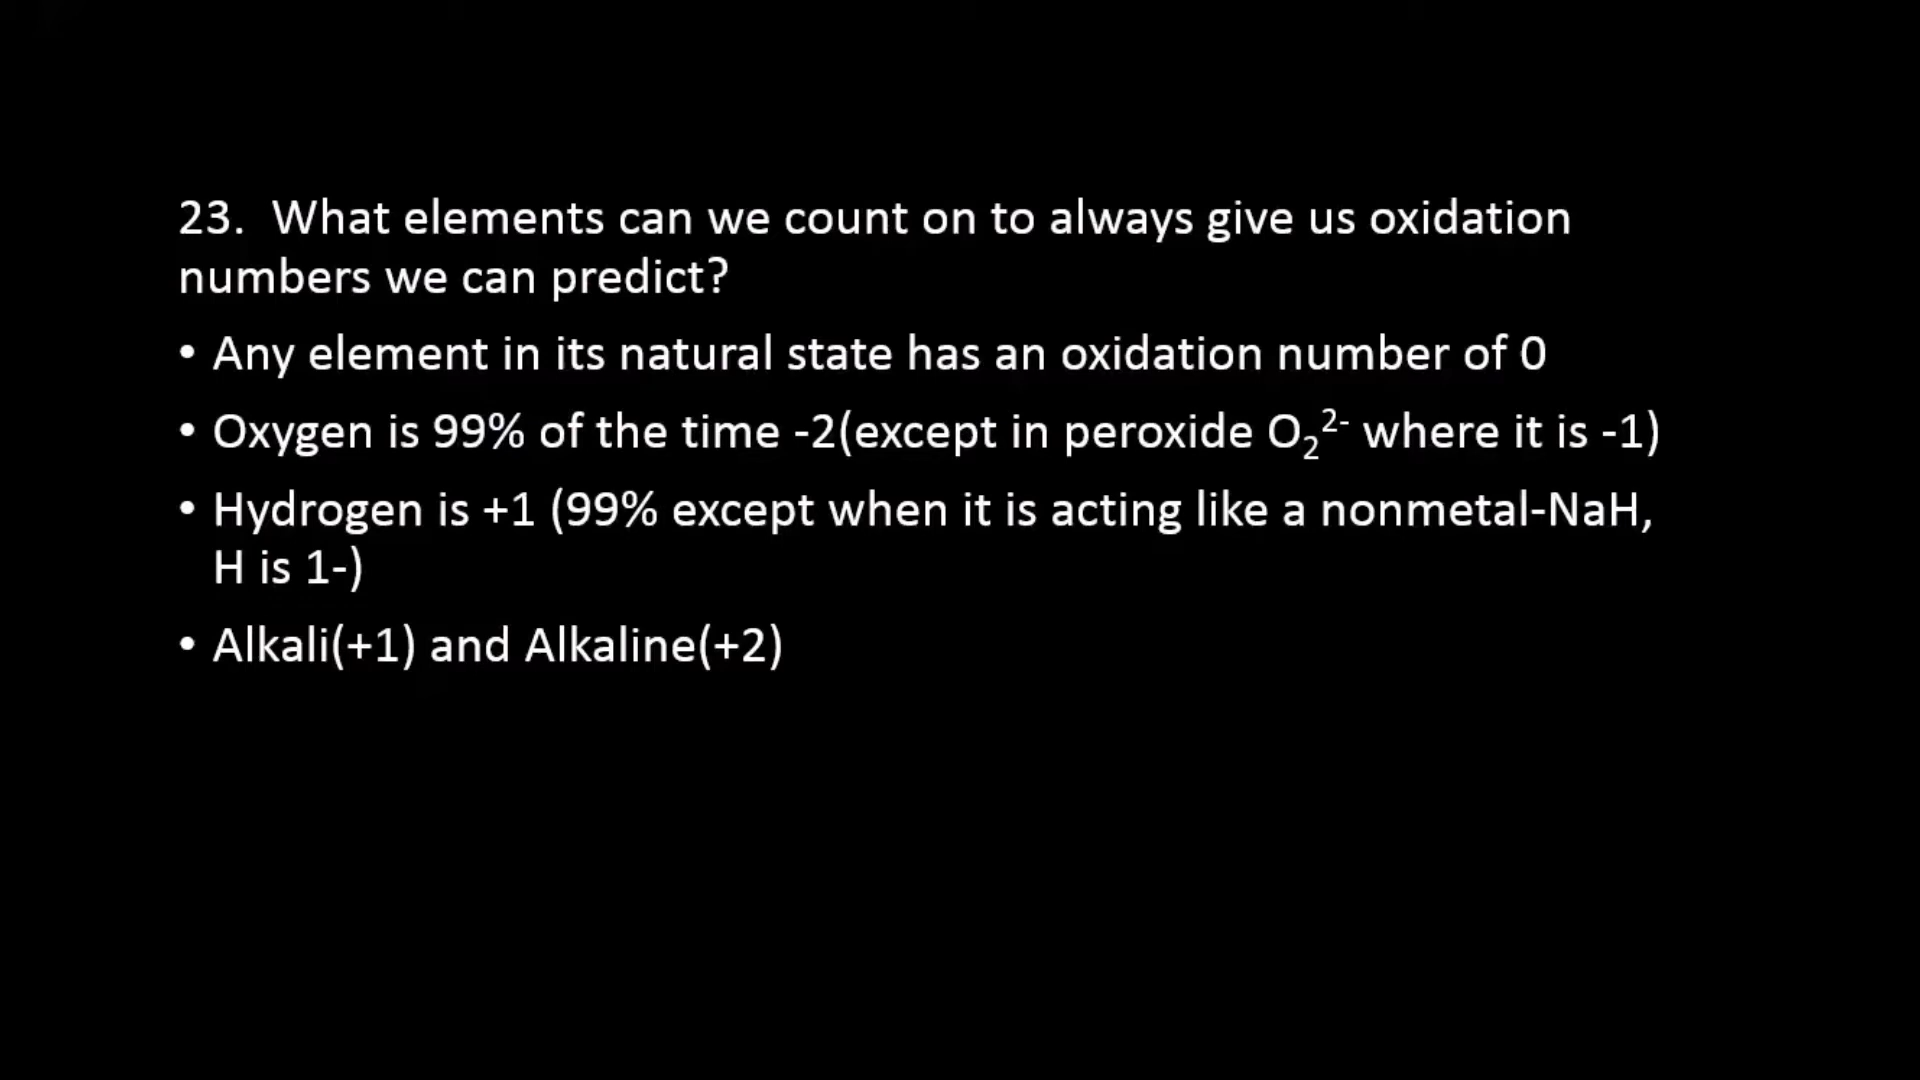 23.  What elements can we count on to always give us oxidation
numbers we can predict?
• Any element in its natural state has an oxidation number of 0
• Oxygen is 99% of the time -2(except in peroxide O₂²⁻ where it is -1)
• Hydrogen is +1 (99% except when it is acting like a nonmetal-NaH,
H is 1-)
• Alkali(+1) and Alkaline(+2)